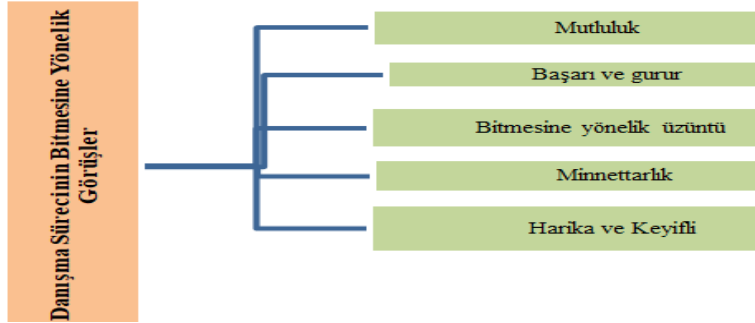 Danışma Sürecinin Bitmesine Yönelik
Görüşler
Mutluluk
Başarı ve gurur
Bitmesine yönelik üzüntü
Minnettarlık
Harika ve Keyifli